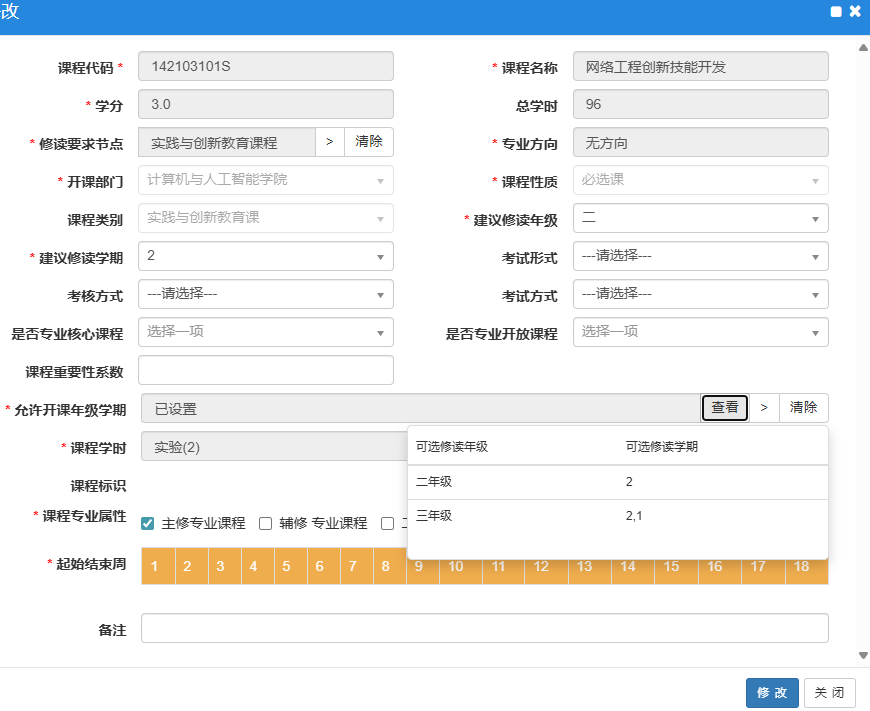 改
课程代码 * 142103101S * 课程名称 网络工程创新技能开发
* 学分 3.0 总学时 96
* 修读要求节点 实践与创新教育课程 > 清除 * 专业方向 无方向
* 开课部门 计算机与人工智能学院 * 课程性质 必选课
课程类别 实践与创新教育课 * 建议修读年级 二
* 建议修读学期 2 考试形式 ---请选择---
考核方式 ---请选择--- 考试方式 ---请选择---
是否专业核心课程 选择一项 是否专业开放课程 选择一项
课程重要性系数
* 允许开课年级学期 已设置 查看 > 清除
* 课程学时 实验(2) 可选修读年级 可选修读学期
课程标识 二年级 2
* 课程专业属性 主修专业课程 辅修 专业课程 三年级 2,1
* 起始结束周 1 2 3 4 5 6 7 8 9 10 11 12 13 14 15 16 17 18
备注
修 改 关 闭